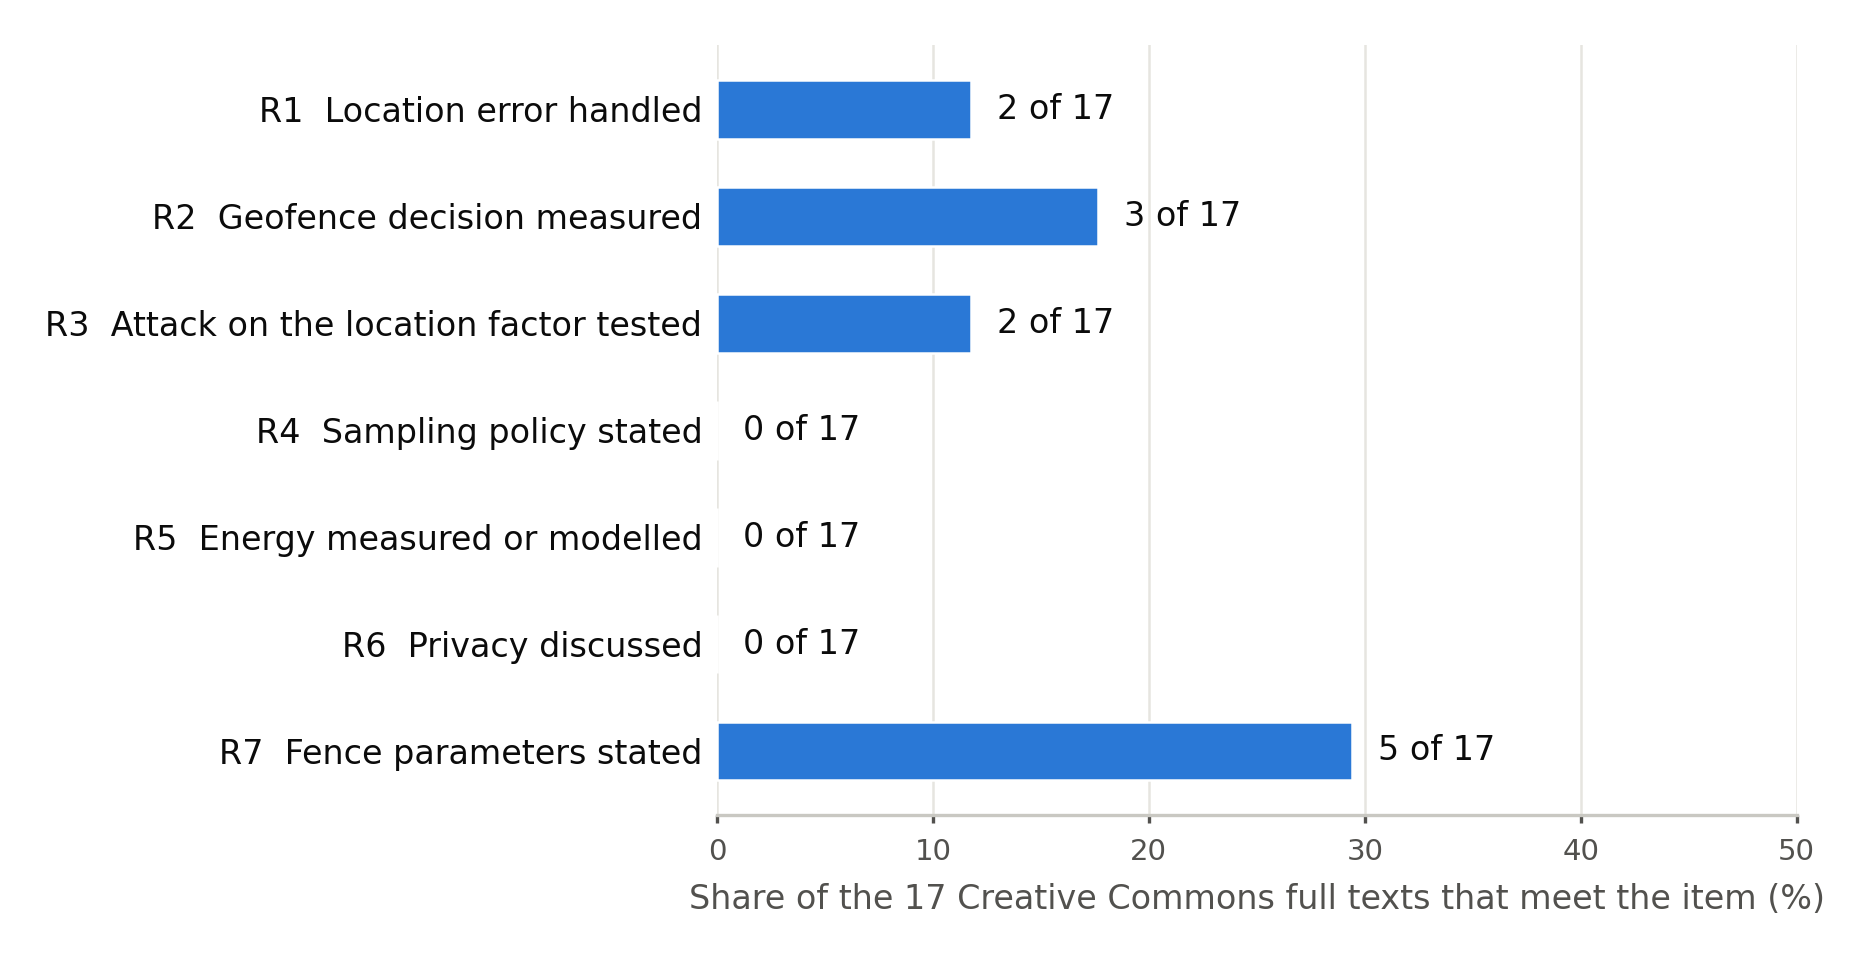 R1  Location error handled 2 of 17
R2  Geofence decision measured 3 of 17
R3  Attack on the location factor tested 2 of 17
R4  Sampling policy stated 0 of 17
R5  Energy measured or modelled 0 of 17
R6  Privacy discussed 0 of 17
R7  Fence parameters stated 5 of 17
0 10 20 30 40 50
Share of the 17 Creative Commons full texts that meet the item (%)